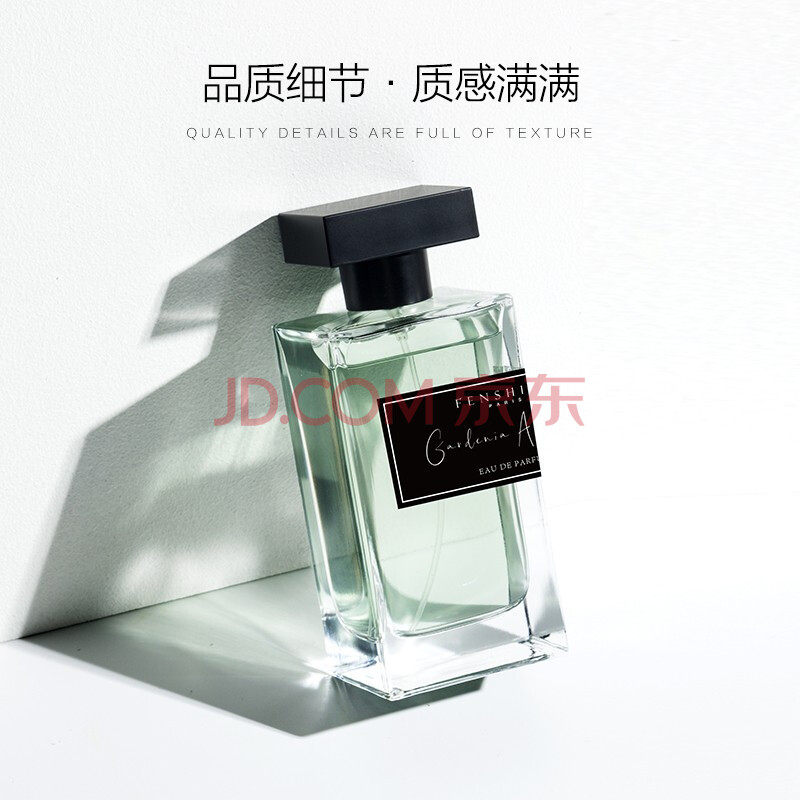 品质细节·质感满满
QUALITY DETAILS ARE FULL OF TEXTURE
JD.COM 京东
FENSHI
PARIS
Gardenia
EAU DE